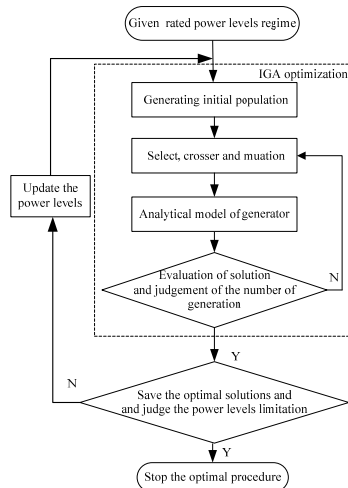 Given rated power levels regime
IGA optimization
Generating initial population
Select, crosser and muation
Analytical model of generator
Update the
power levels
Evaluation of solution
and judgement of the number of
generation
N
Y
N
Save the optimal solutions and
and judge the power levels limitation
Y
Stop the optimal procedure